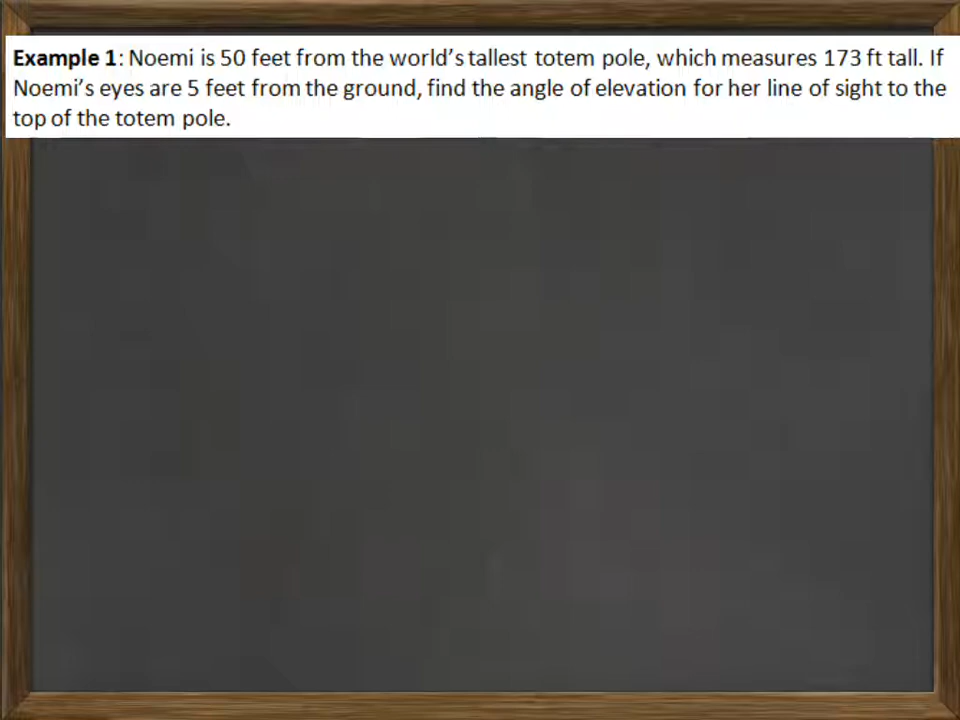 Example 1: Noemi is 50 feet from the world's tallest totem pole, which measures 173 ft tall. If
Noemi's eyes are 5 feet from the ground, find the angle of elevation for her line of sight to the
top of the totem pole.